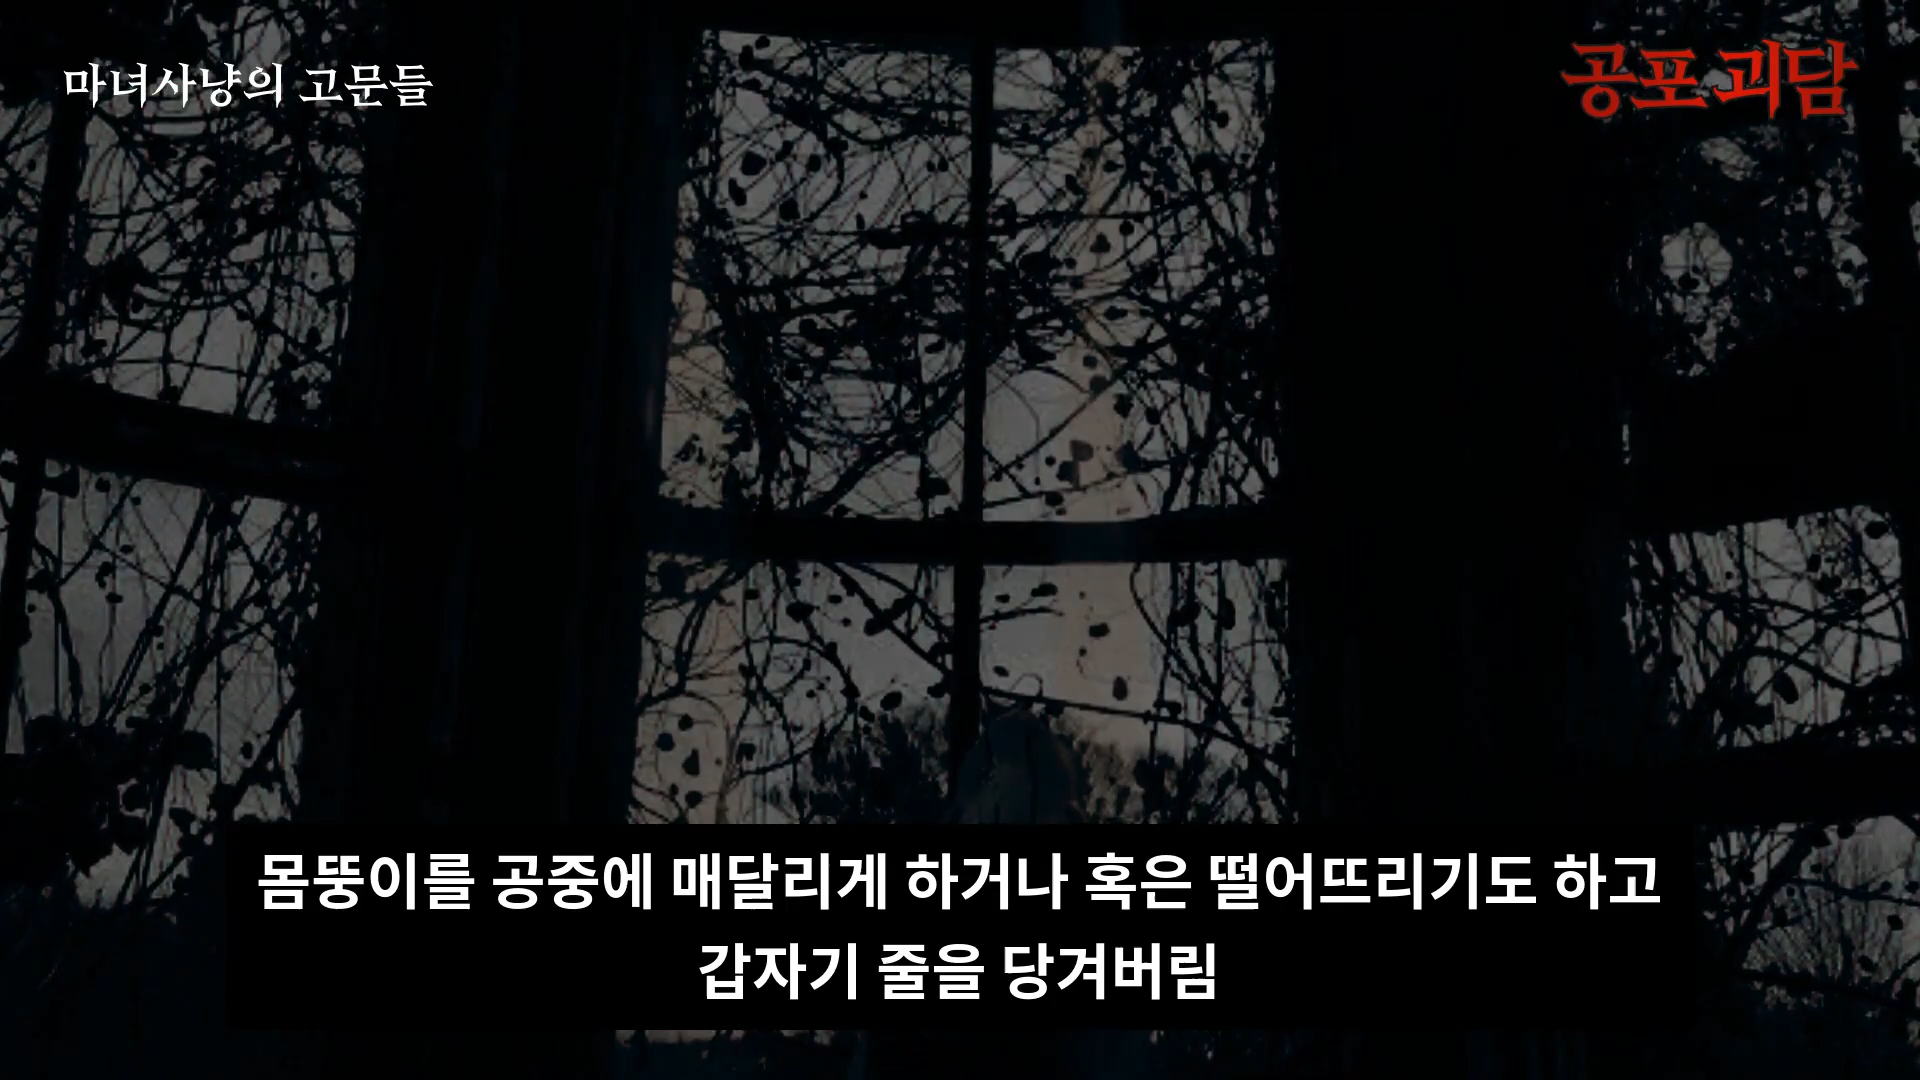 마녀사냥의 고문들
공포 괴담
몸뚱이를 공중에 매달리게 하거나 혹은 떨어뜨리기도 하고
갑자기 줄을 당겨버림